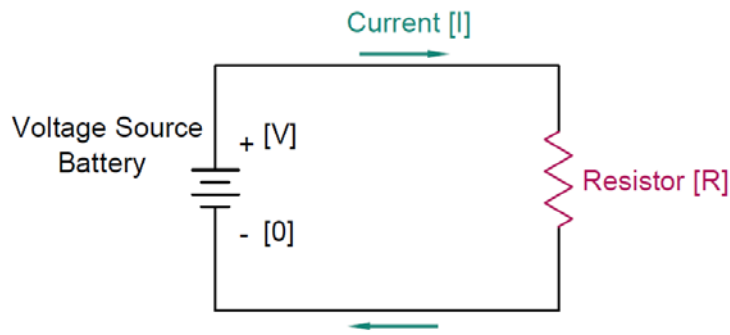 Current [I]
Voltage Source
Battery
+ [V]
Resistor [R]
- [0]